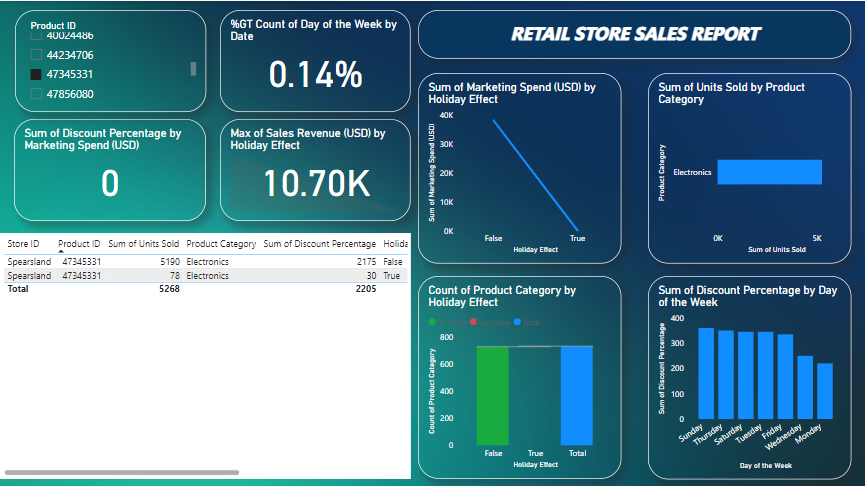 Product ID
40024486
44234706
47345331
47856080
%GT Count of Day of the Week by
Date
0.14%
RETAIL STORE SALES REPORT
Sum of Discount Percentage by
Marketing Spend (USD)
0
Max of Sales Revenue (USD) by
Holiday Effect
10.70K
Sum of Marketing Spend (USD) by
Holiday Effect
Sum of Marketing Spend (USD)
40K
30K
20K
10K
0K
False True
Holiday Effect
Sum of Units Sold by Product
Category
Product Category
Electronics
0K 5K
Sum of Units Sold
Store ID Product ID Sum of Units Sold Product Category Sum of Discount Percentage Holida
Spearsland 47345331 5190 Electronics 2175 False
Spearsland 47345331 78 Electronics 30 True
Total 5268 2205
Count of Product Category by
Holiday Effect
Total
Count of Product Category
800
600
400
200
0
False True Total
Holiday Effect
Sum of Discount Percentage by Day
of the Week
Sum of Discount Percentage
400
300
200
100
0
Sunday Thursday Saturday Tuesday Friday Wednesday Monday
Day of the Week